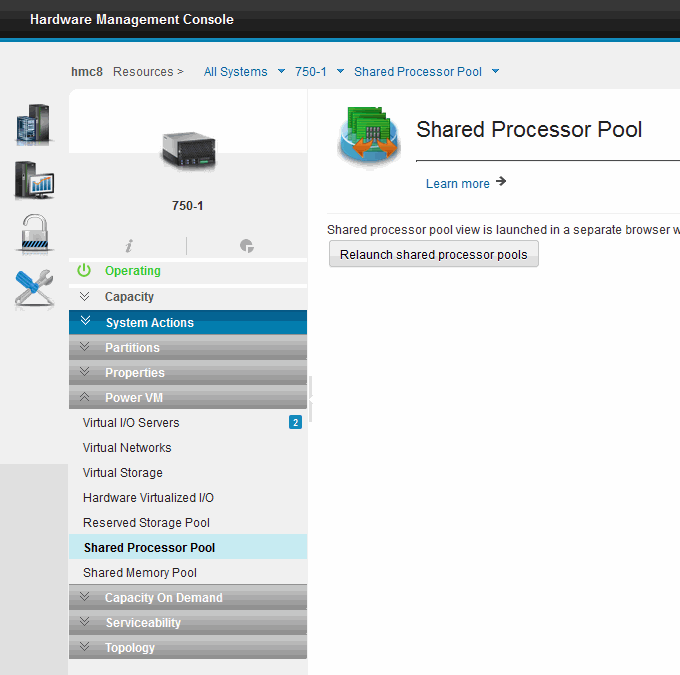 Hardware Management Console
hmc8 Resources > All Systems 750-1 Shared Processor Pool
Shared Processor Pool
Learn more
Shared processor pool view is launched in a separate browser w
Relaunch shared processor pools
750-1
Operating
Capacity
System Actions
Partitions
Properties
Power VM
Virtual I/O Servers 2
Virtual Networks
Virtual Storage
Hardware Virtualized I/O
Reserved Storage Pool
Shared Processor Pool
Shared Memory Pool
Capacity On Demand
Serviceability
Topology